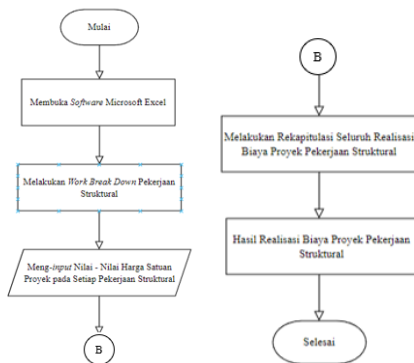 Mulai
Membuka Software Microsoft Excel
Melakukan Work Break Down Pekerjaan
Struktural
Meng-input Nilai - Nilai Harga Satuan
Proyek pada Setiap Pekerjaan Struktural
B
B
Melakukan Rekapitulasi Seluruh Realisasi
Biaya Proyek Pekerjaan Struktural
Hasil Realisasi Biaya Proyek Pekerjaan
Struktural
Selesai